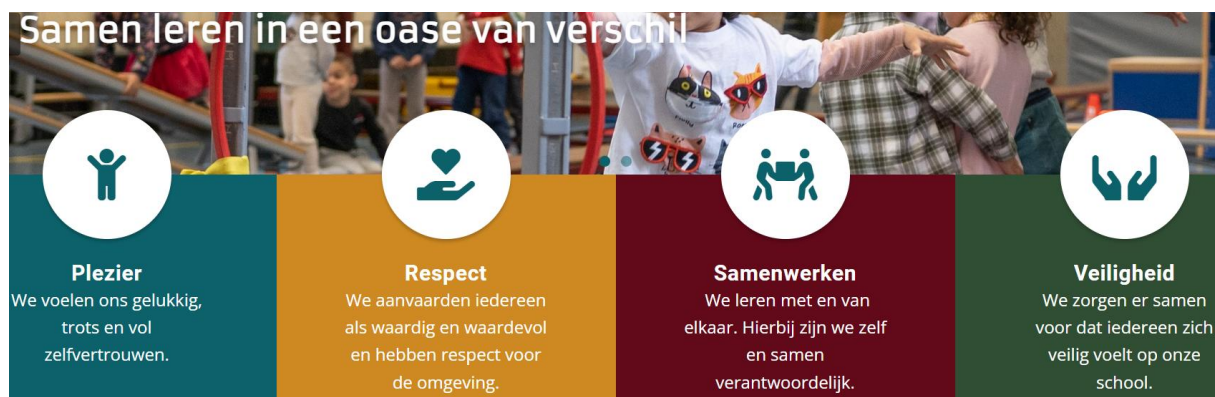 Samen leren in een oase van verschil
Plezier
We voelen ons gelukkig,
trots en vol
zelfvertrouwen.
Respect
We aanvaarden iedereen
als waardig en waardevol
en hebben respect voor
de omgeving.
Samenwerken
We leren met en van
elkaar. Hierbij zijn we zelf
en samen
verantwoordelijk.
Veiligheid
We zorgen er samen
voor dat iedereen zich
veilig voelt op onze
school.